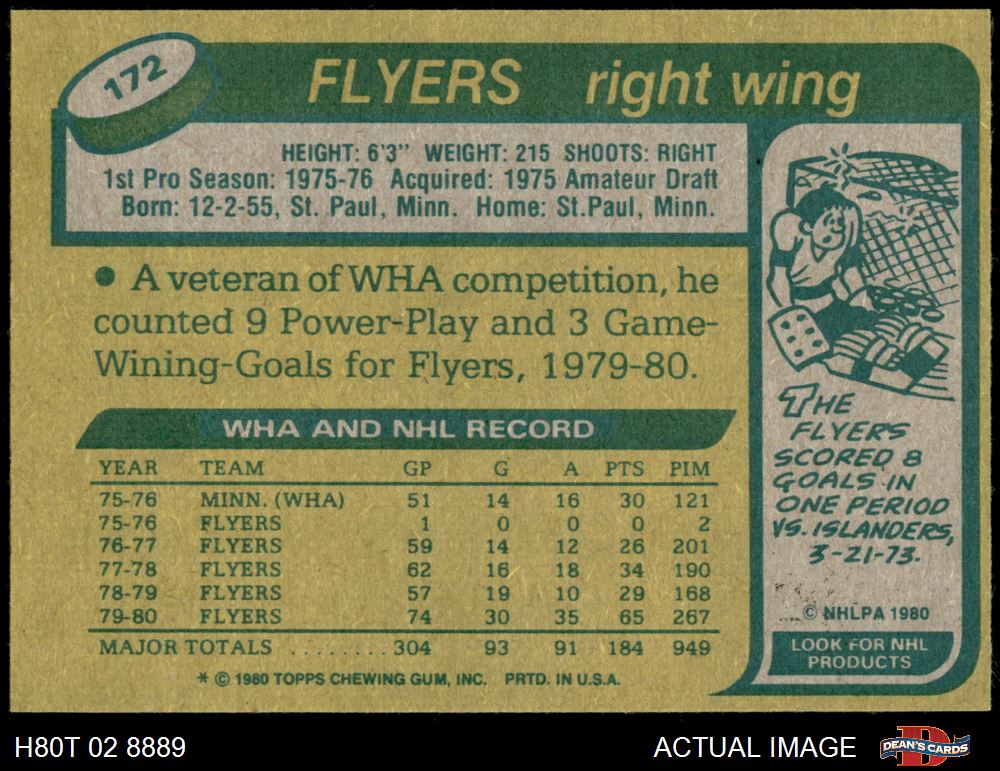 172
FLYERS right wing
HEIGHT: 6'3" WEIGHT: 215 SHOOTS: RIGHT
1st Pro Season: 1975-76 Acquired: 1975 Amateur Draft
Born: 12-2-55, St. Paul, Minn. Home: St.Paul, Minn.
• A veteran of WHA competition, he
counted 9 Power-Play and 3 Game-
Wining-Goals for Flyers, 1979-80.
WHA AND NHL RECORD
YEAR TEAM GP G A PTS PIM
75-76 MINN. (WHA) 51 14 16 30 121
75-76 FLYERS 1 0 0 0 2
76-77 FLYERS 59 14 12 26 201
77-78 FLYERS 62 16 18 34 190
78-79 FLYERS 57 19 10 29 168
79-80 FLYERS 74 30 35 65 267
MAJOR TOTALS ........ 304 93 91 184 949
* © 1980 TOPPS CHEWING GUM, INC. PRTD. IN U.S.A.
THE
FLYERS
SCORED 8
GOALS IN
ONE PERIOD
VS. ISLANDERS,
3-21-73.
© NHLPA 1980
LOOK FOR NHL
PRODUCTS
H80T 02 8889
ACTUAL IMAGE
DEAN'S CARDS